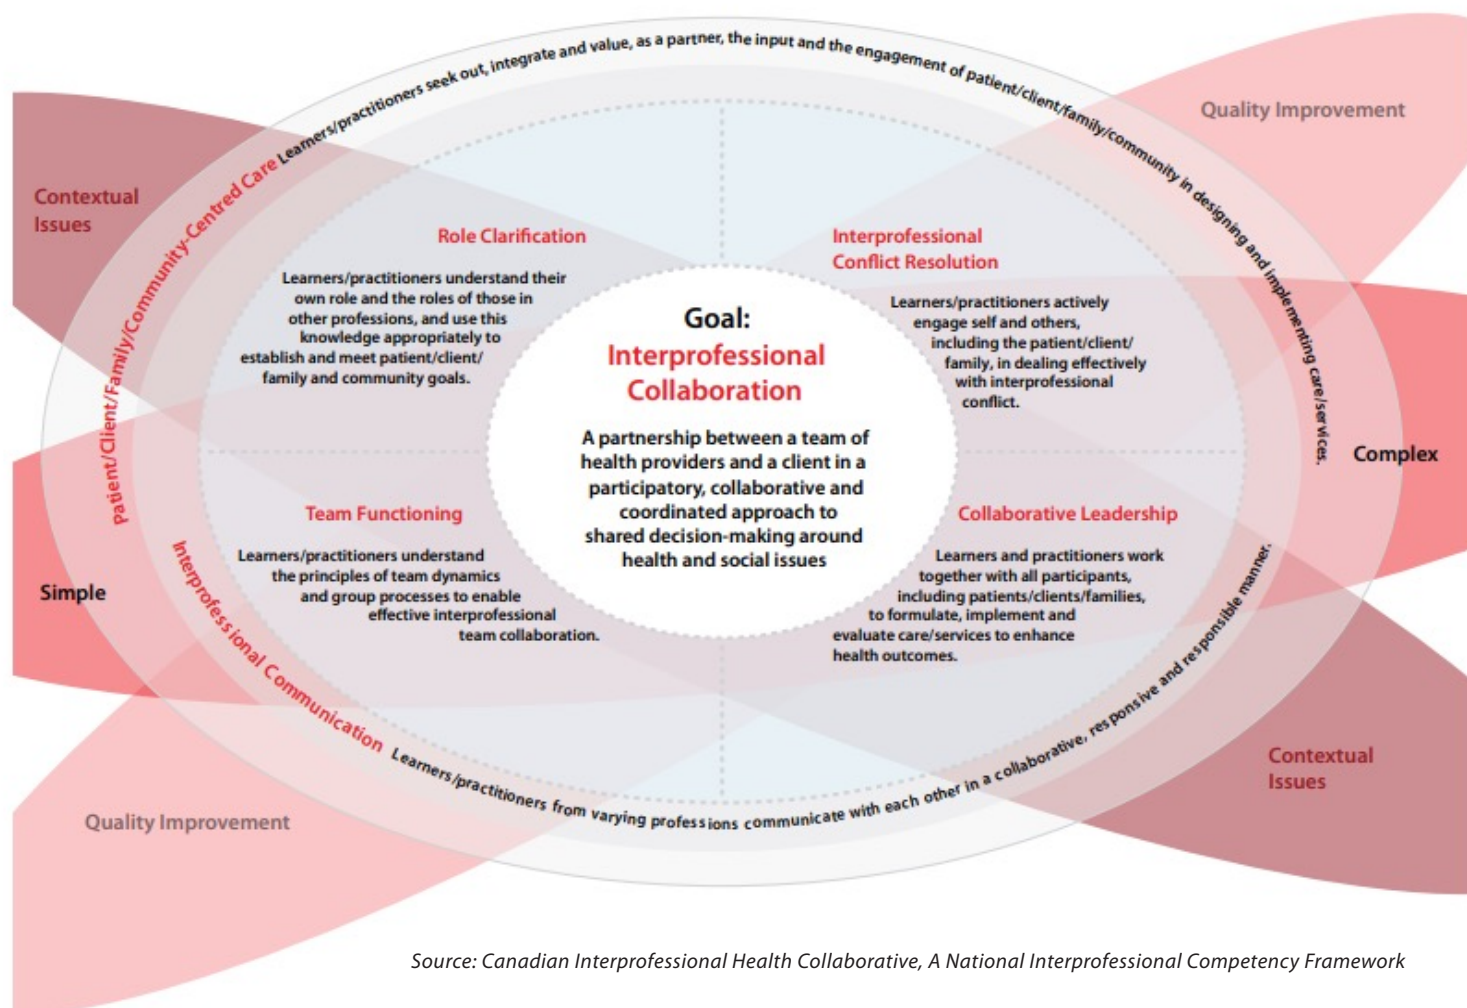 Patient/Client/Family/Community-Centred Care Learners/practitioners seek out, integrate and value, as a partner, the input and the engagement of patient/client/family/community in designing and implementing care/services.
Quality Improvement
Contextual
Issues
Role Clarification
Learners/practitioners understand their
own role and the roles of those in
other professions, and use this
knowledge appropriately to
establish and meet patient/client/
family and community goals.
Interprofessional
Conflict Resolution
Learners/practitioners actively
engage self and others,
including the patient/client/
family, in dealing effectively
with interprofessional
conflict.
Goal:
Interprofessional
Collaboration
A partnership between a team of
health providers and a client in a
participatory, collaborative and
coordinated approach to
shared decision-making around
health and social issues
Complex
Simple
Team Functioning
Learners/practitioners understand
the principles of team dynamics
and group processes to enable
effective interprofessional
team collaboration.
Collaborative Leadership
Learners and practitioners work
together with all participants,
including patients/clients/families,
to formulate, implement and
evaluate care/services to enhance
health outcomes.
Interprofessional Communication Learners/practitioners from varying professions communicate with each other in a collaborative, responsive and responsible manner.
Contextual
Issues
Quality Improvement
Source: Canadian Interprofessional Health Collaborative, A National Interprofessional Competency Framework